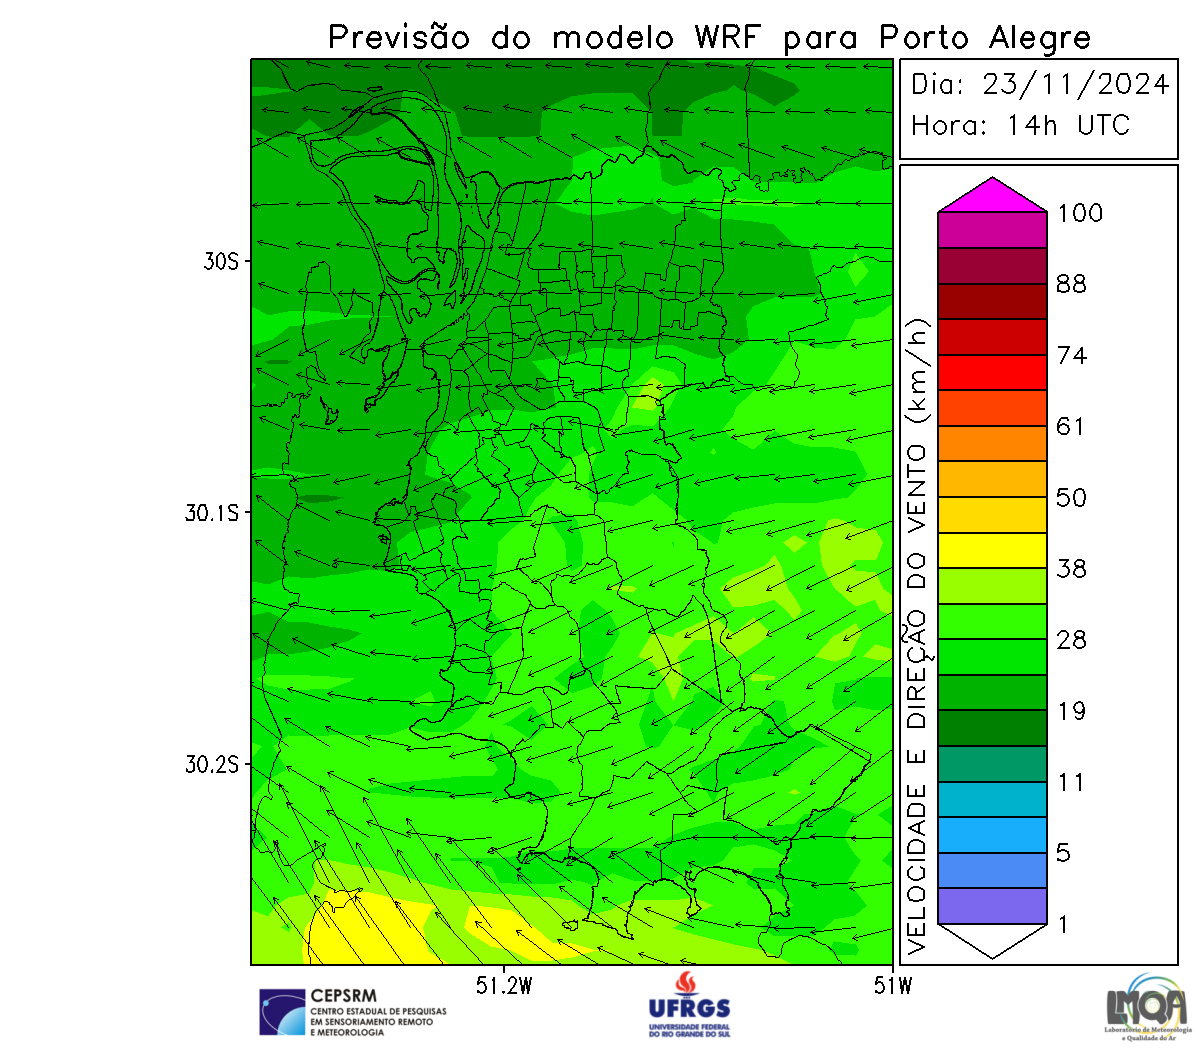 Previsão do modelo WRF para Porto Alegre
Dia: 23/11/2024
Hora: 14h UTC
30S
30.1S
30.2S
51.2W
51W
VELOCIDADE E DIREÇÃO DO VENTO (km/h)
100
88
74
61
50
38
28
19
11
5
1
CEPSRM
CENTRO ESTADUAL DE PESQUISAS
EM SENSORIAMENTO REMOTO
E METEOROLOGIA
UFRGS
UNIVERSIDADE FEDERAL
DO RIO GRANDE DO SUL
LMQA
Laboratório de Meteorologia
e Qualidade do Ar